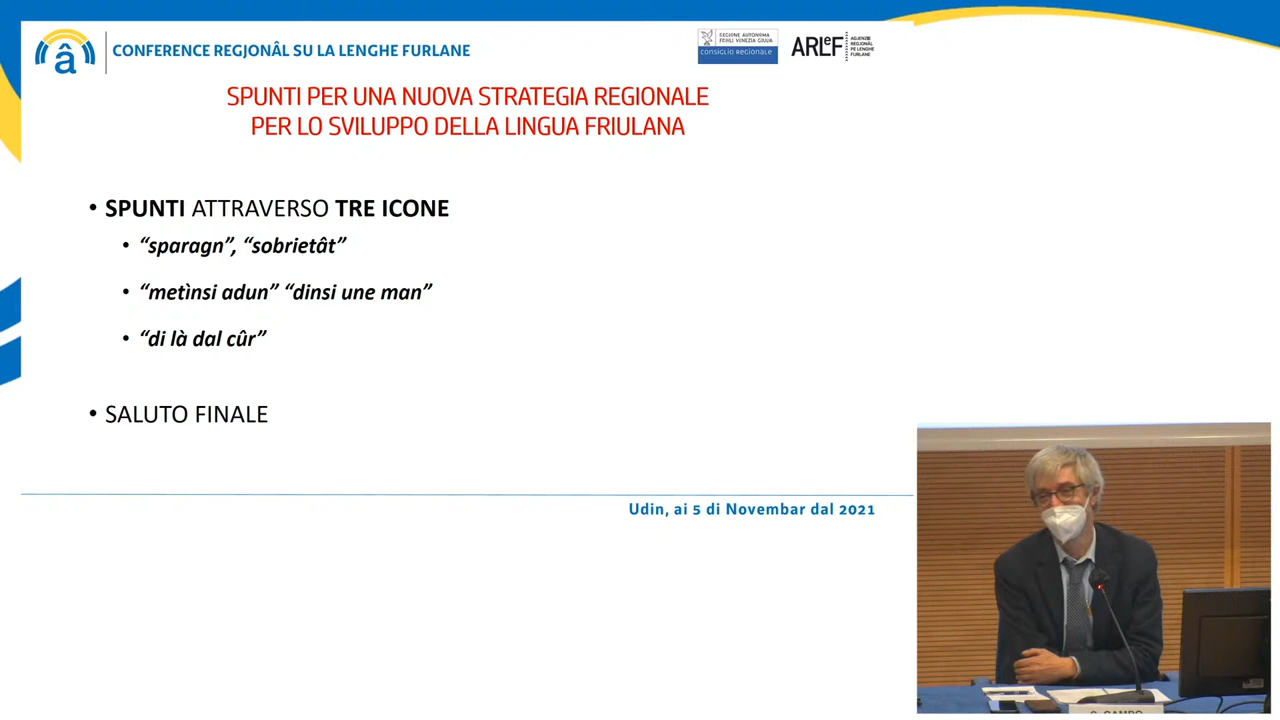 CONFERENCE REGJONÂL SU LA LENGHE FURLANE
â
REGIONE AUTONOMA
FRIULI VENEZIA GIULIA
CONSIGLIO REGIONALE
ARLeF
AGJENZIE
REGJONÂL
PE LENGHE
FURLANE
SPUNTI PER UNA NUOVA STRATEGIA REGIONALE
PER LO SVILUPPO DELLA LINGUA FRIULANA
• SPUNTI ATTRAVERSO TRE ICONE
• “sparagn”, “sobrietât”
• “metìnsi adun” “dinsi une man”
• “di là dal cûr”
• SALUTO FINALE
Udin, ai 5 di Novembar dal 2021